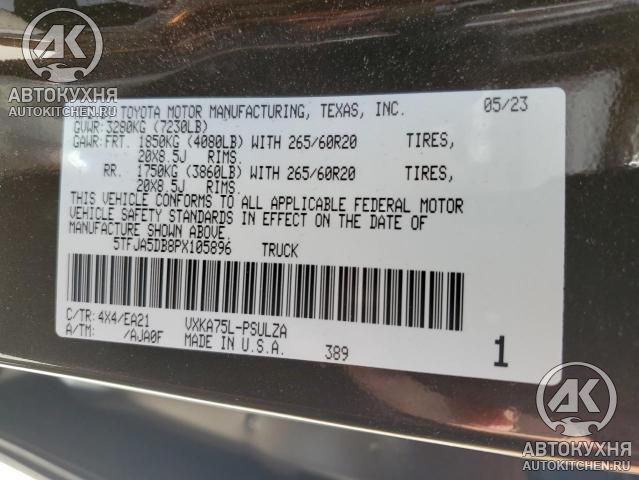 AK
АВТОКУХНЯ
AUTOKITCHEN.RU
TOYOTA MOTOR MANUFACTURING, TEXAS, INC. 05/23
GVWR: 3280KG (7230LB)
GAWR: FRT. 1850KG (4080LB) WITH 265/60R20 TIRES,
20X8.5J RIMS.
RR. 1750KG (3860LB) WITH 265/60R20 TIRES,
20X8.5J RIMS.
THIS VEHICLE CONFORMS TO ALL APPLICABLE FEDERAL MOTOR
VEHICLE SAFETY STANDARDS IN EFFECT ON THE DATE OF
MANUFACTURE SHOWN ABOVE.
5TFJA5DB8PX105896 TRUCK
C/TR: 4X4/EA21 VXKA75L-PSULZA
A/TM: /AJA0F MADE IN U.S.A. 389 1
AK
АВТОКУХНЯ
AUTOKITCHEN.RU